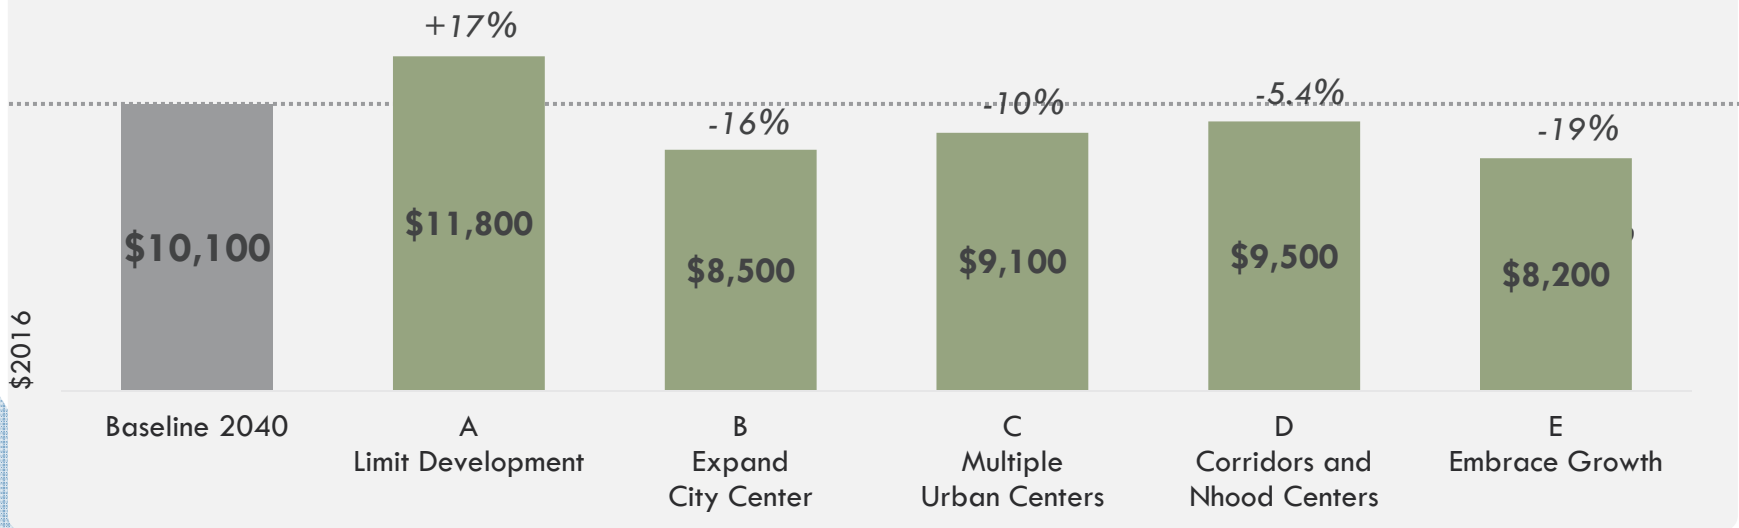 +17%
-16%
-10%
-5.4%
-19%
$10,100
$11,800
$8,500
$9,100
$9,500
$8,200
$2016
Baseline 2040
A
Limit Development
B
Expand
City Center
C
Multiple
Urban Centers
D
Corridors and
Nhood Centers
E
Embrace Growth